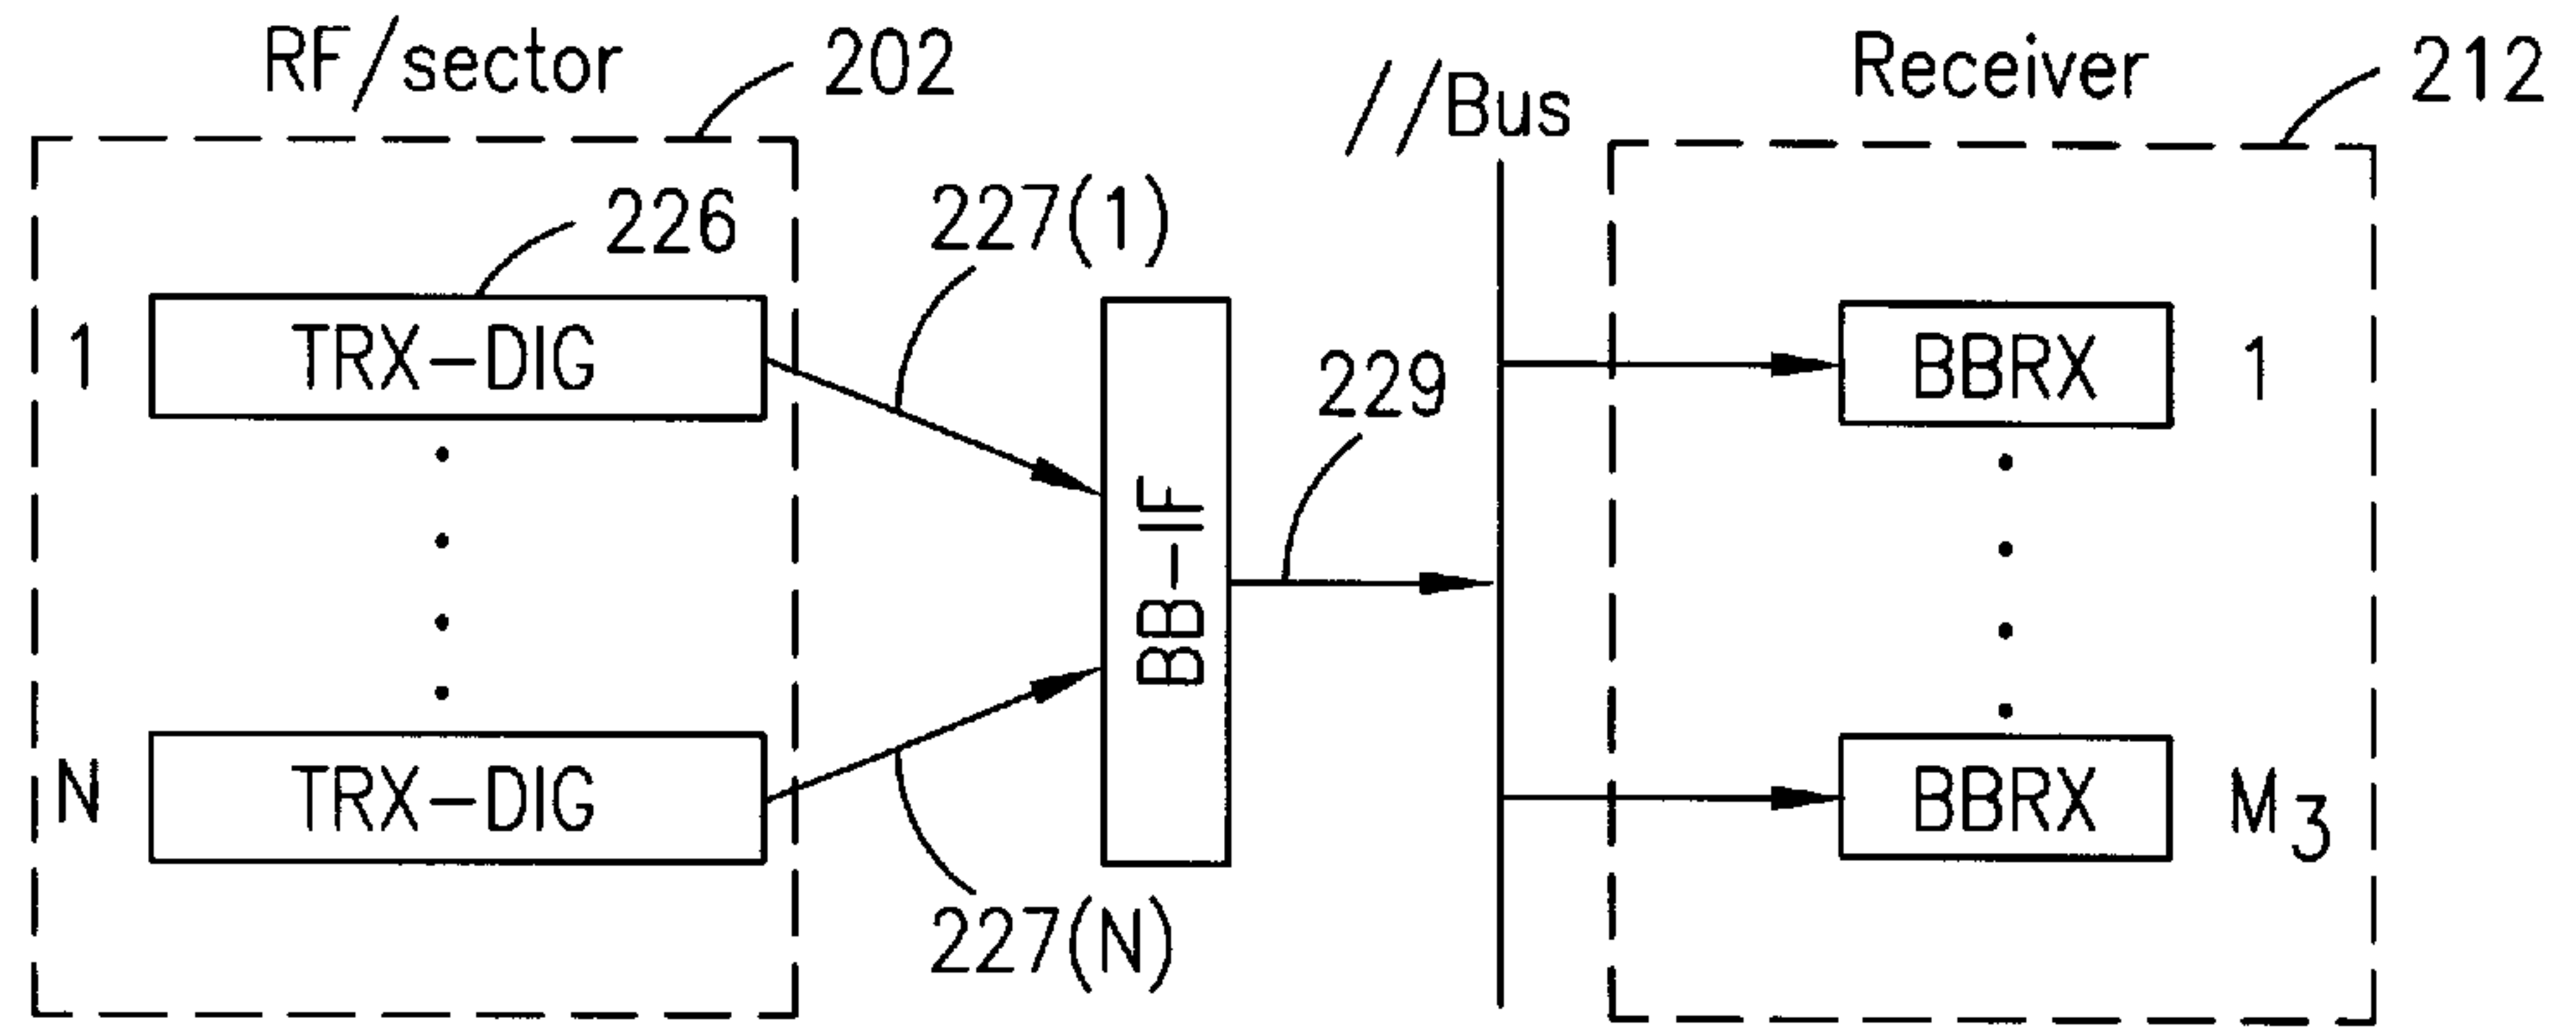 RF/sector
202
//Bus
Receiver
212
226
227(1)
1
TRX-DIG
229
BBRX
1
BB-IF
N
TRX-DIG
BBRX
M3
227(N)